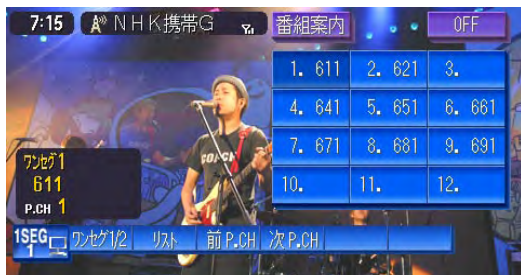 7:15 NHK携帯G 番組案内 OFF
1. 611 2. 621 3.
4. 641 5. 651 6. 661
7. 671 8. 681 9. 691
10. 11. 12.
ワンセグ1
611
P.CH 1
1SEG 1 ワンセグ1/2 リスト 前P.CH 次P.CH